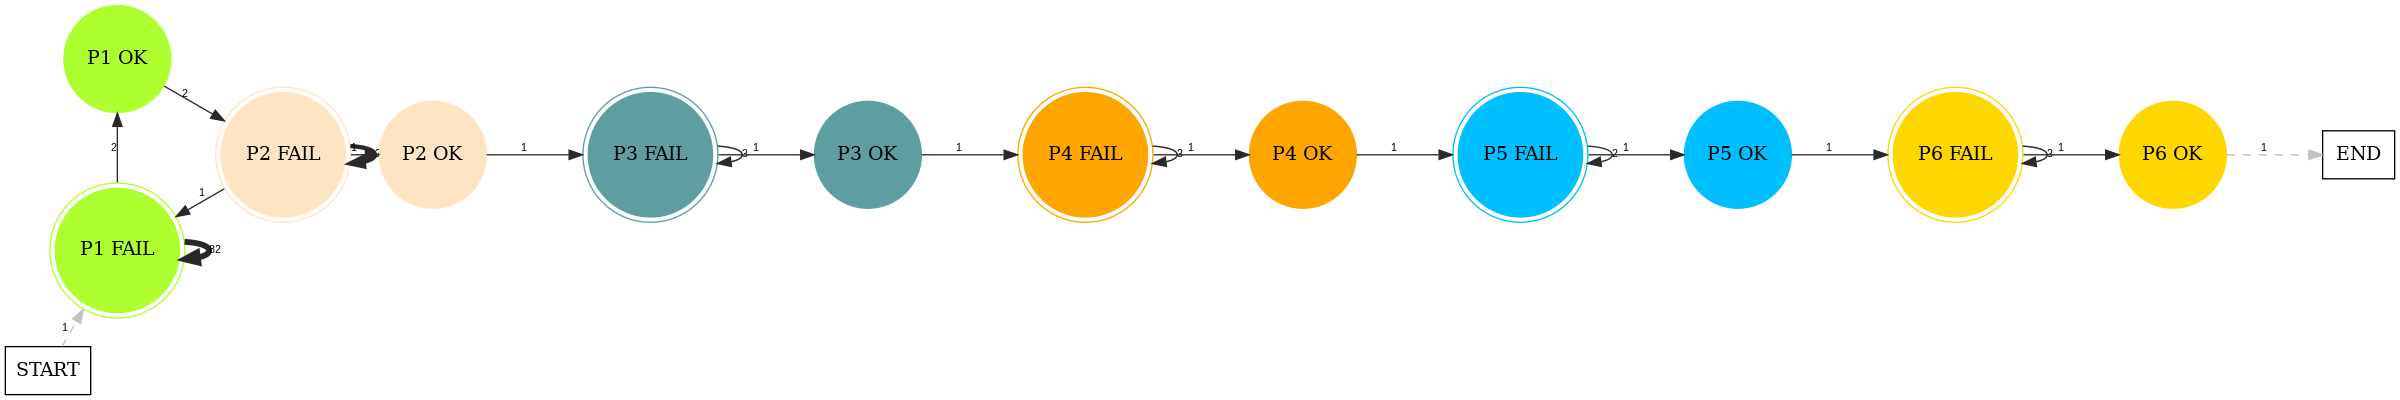 P1 OK
2
2
P2 FAIL
1
P2 OK
1
P3 FAIL
3
1
P3 OK
1
P4 FAIL
3
1
P4 OK
1
P5 FAIL
2
1
P5 OK
1
P6 FAIL
3
1
P6 OK
1
END
1
P1 FAIL
32
1
START